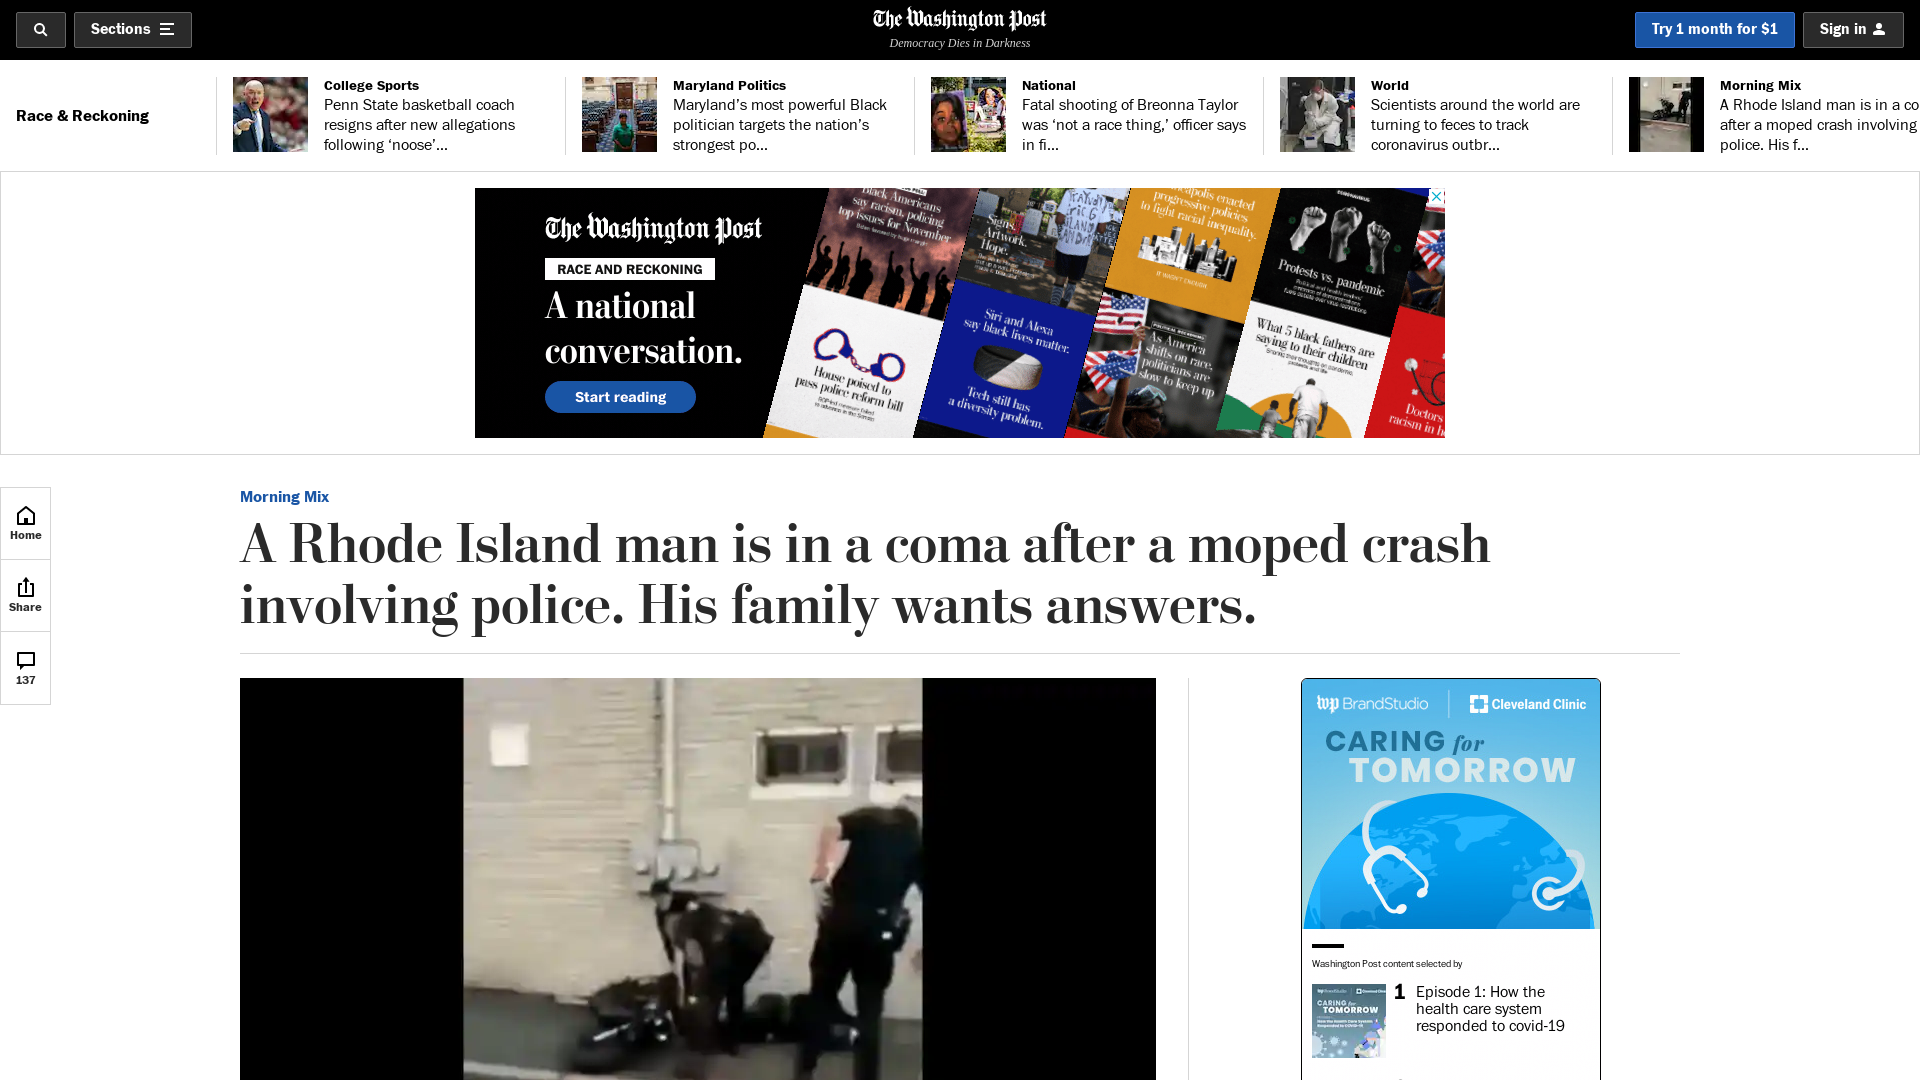 Sections
The Washington Post
Democracy Dies in Darkness
Try 1 month for $1
Sign in
Race & Reckoning
College Sports
Penn State basketball coach
resigns after new allegations
following ‘noose’...
Maryland Politics
Maryland’s most powerful Black
politician targets the nation’s
strongest po...
National
Fatal shooting of Breonna Taylor
was ‘not a race thing,’ officer says
in fi...
World
Scientists around the world are
turning to feces to track
coronavirus outbr...
Morning Mix
A Rhode Island man is in a co
after a moped crash involving
police. His f...
The Washington Post
RACE AND RECKONING
A national
conversation.
Start reading
Black Americans
say racism, policing
top issues for November
Signs.
Artwork.
Hope.
progressive policies
to fight racial inequality.
IT WASN'T ENOUGH
Protests vs. pandemic
House poised to
pass police reform bill
Siri and Alexa
say black lives matter.
Tech still has
a diversity problem.
As America
shifts on race,
politicians are
slow to keep up
What 5 black fathers are
saying to their children
Doctors
racism in h
Morning Mix
A Rhode Island man is in a coma after a moped crash
involving police. His family wants answers.
Home
Share
137
wp BrandStudio
Cleveland Clinic
CARING for
TOMORROW
Washington Post content selected by
CARING for
TOMORROW
1
Episode 1: How the
health care system
responded to covid-19